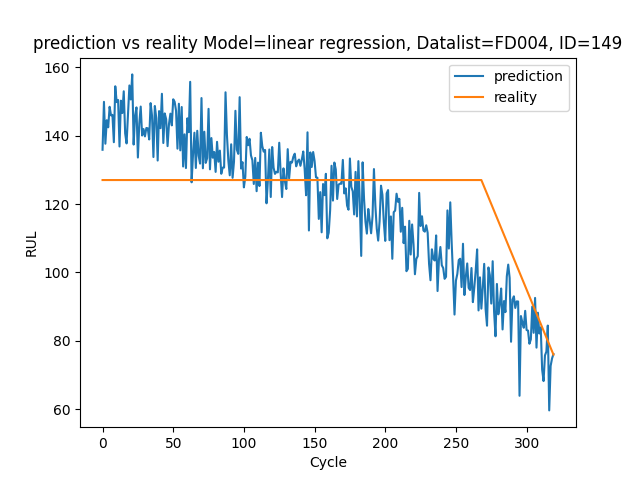 prediction vs reality Model=linear regression, Datalist=FD004, ID=149
prediction
reality
RUL
160
140
120
100
80
60
0 50 100 150 200 250 300
Cycle